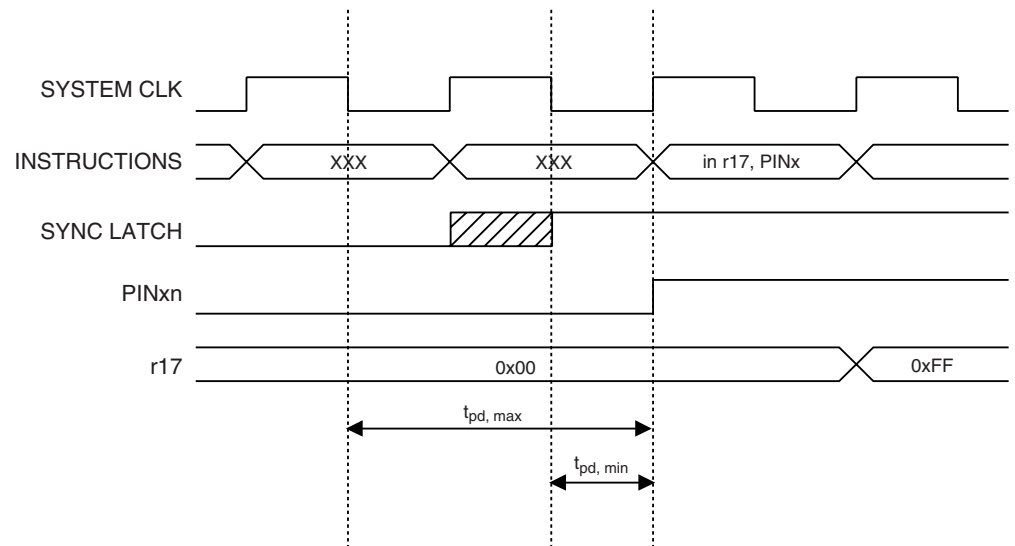 SYSTEM CLK
INSTRUCTIONS XXX XXX in r17, PINx
SYNC LATCH
PINxn
r17 0x00 0xFF
tpd, max
tpd, min